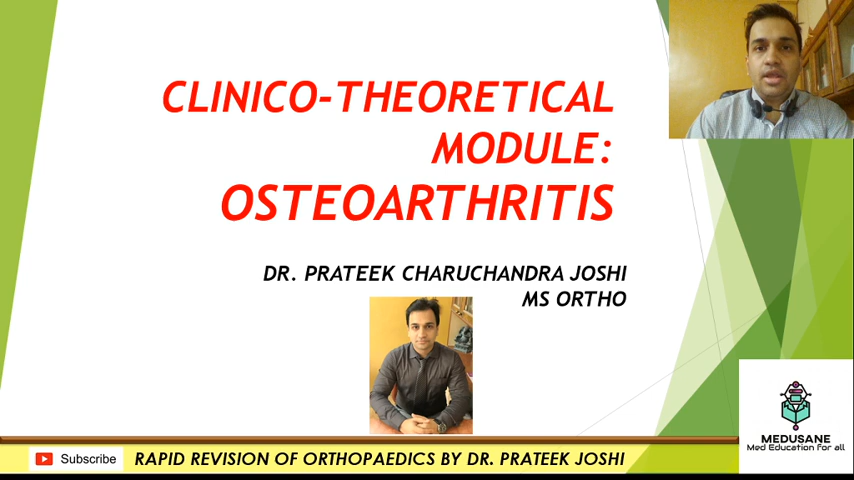 CLINICO-THEORETICAL
MODULE:
OSTEOARTHRITIS
DR. PRATEEK CHARUCHANDRA JOSHI
MS ORTHO
MEDUSANE
Med Education For all
Subscribe
RAPID REVISION OF ORTHOPAEDICS BY DR. PRATEEK JOSHI